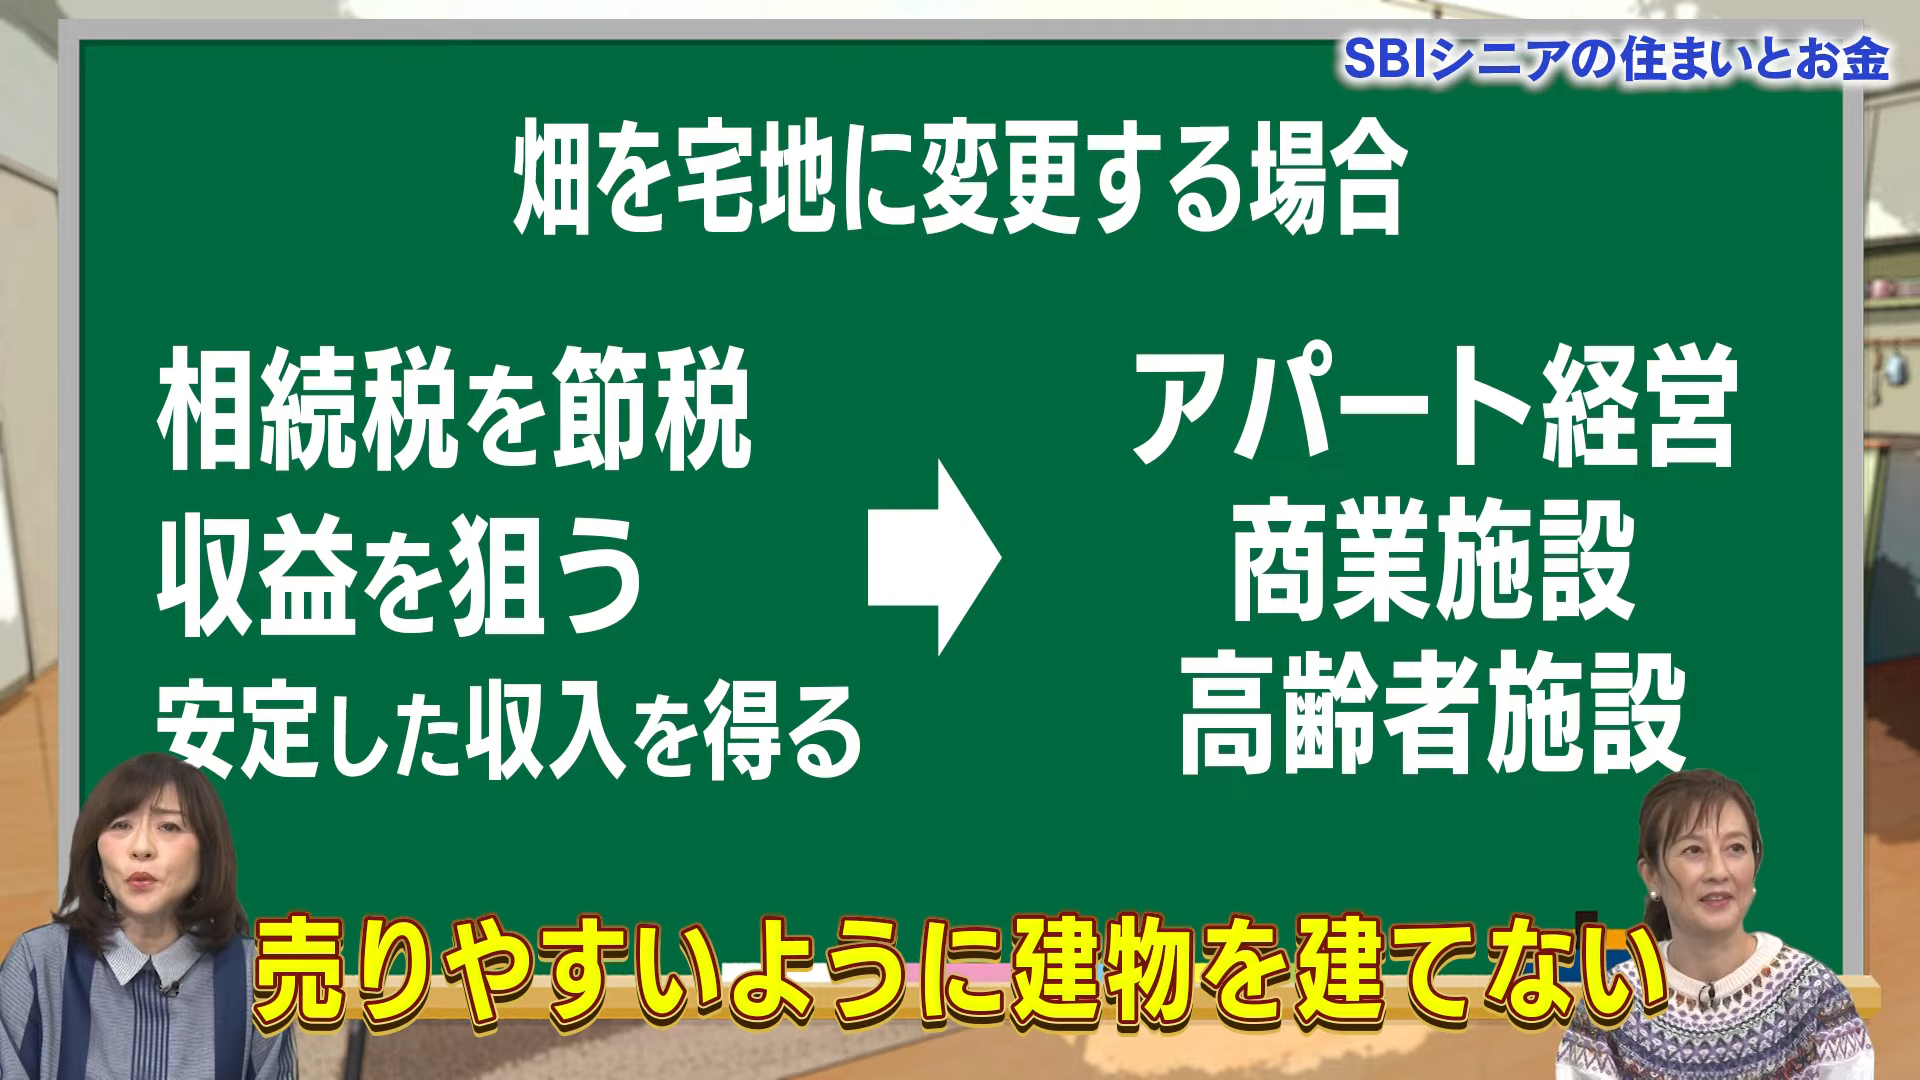 SBIシニアの住まいとお金
畑を宅地に変更する場合
相続税を節税
収益を狙う
安定した収入を得る
アパート経営
商業施設
高齢者施設
売りやすいように建物を建てない